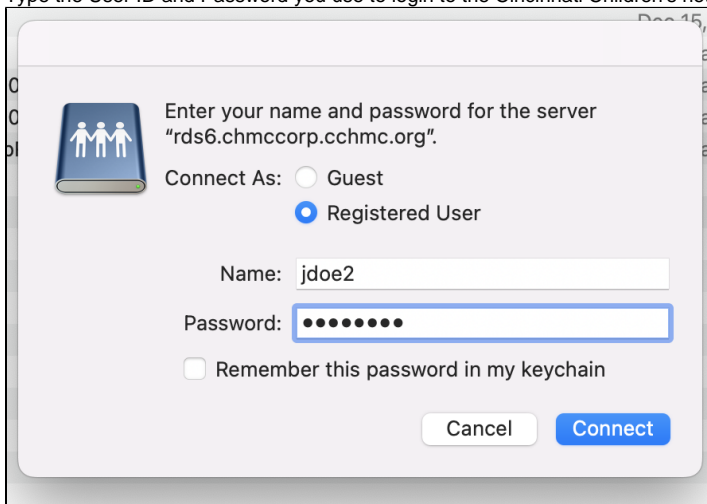 Type the User ID and Password you use to login to the Cincinnati Children's
Dec 15,
Enter your name and password for the server
"rds6.chmccorp.cchmc.org".
Connect As: Guest
Registered User
Name: jdoe2
Password: ••••••••
Remember this password in my keychain
Cancel Connect